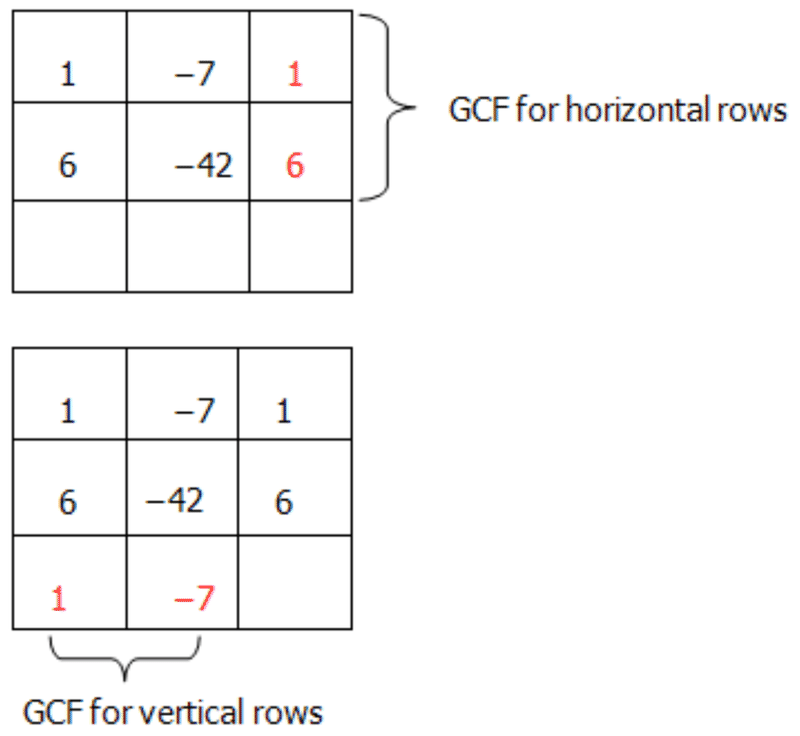 1 −7 1
GCF for horizontal rows
6 −42 6
1 −7 1
6 −42 6
1 −7
GCF for vertical rows